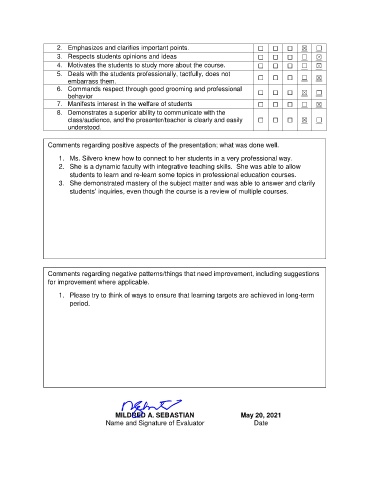 2. Emphasizes and clarifies important points. ☐ ☐ ☐ ☒ ☐
3. Respects students opinions and ideas ☐ ☐ ☐ ☐ ☒
4. Motivates the students to study more about the course. ☐ ☐ ☐ ☐ ☒
5. Deals with the students professionally, tactfully, does not
embarrass them. ☐ ☐ ☐ ☐ ☒
6. Commands respect through good grooming and professional
behavior ☐ ☐ ☐ ☒ ☐
7. Manifests interest in the welfare of students ☐ ☐ ☐ ☐ ☒
8. Demonstrates a superior ability to communicate with the
class/audience, and the presenter/teacher is clearly and easily
understood. ☐ ☐ ☐ ☒ ☐
Comments regarding positive aspects of the presentation; what was done well.
1. Ms. Silvero knew how to connect to her students in a very professional way.
2. She is a dynamic faculty with integrative teaching skills. She was able to allow
students to learn and re-learn some topics in professional education courses.
3. She demonstrated mastery of the subject matter and was able to answer and clarify
students' inquiries, even though the course is a review of multiple courses.
Comments regarding negative patterns/things that need improvement, including suggestions
for improvement where applicable.
1. Please try to think of ways to ensure that learning targets are achieved in long-term
period.
MILDRED A. SEBASTIAN May 20, 2021
Name and Signature of Evaluator Date